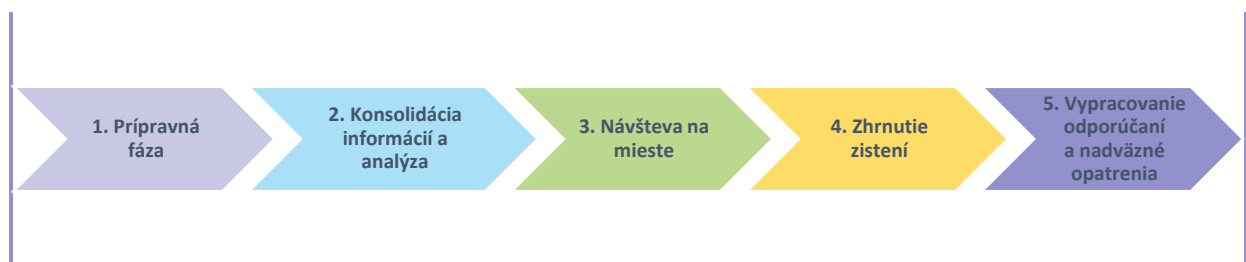 1. Prípravná
fáza
2. Konsolidácia
informácií a
analýza
3. Návšteva na
mieste
4. Zhrnutie
zistení
5. Vypracovanie
odporúčaní
a nadväzné
opatrenia